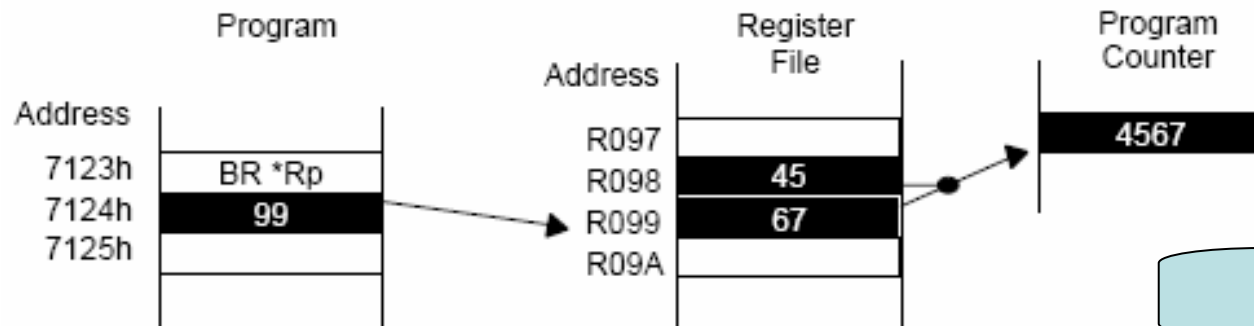 Program
Address
7123h
BR *Rp
7124h
99
7125h
Register
File
Address
R097
R098
45
R099
67
R09A
Program
Counter
4567